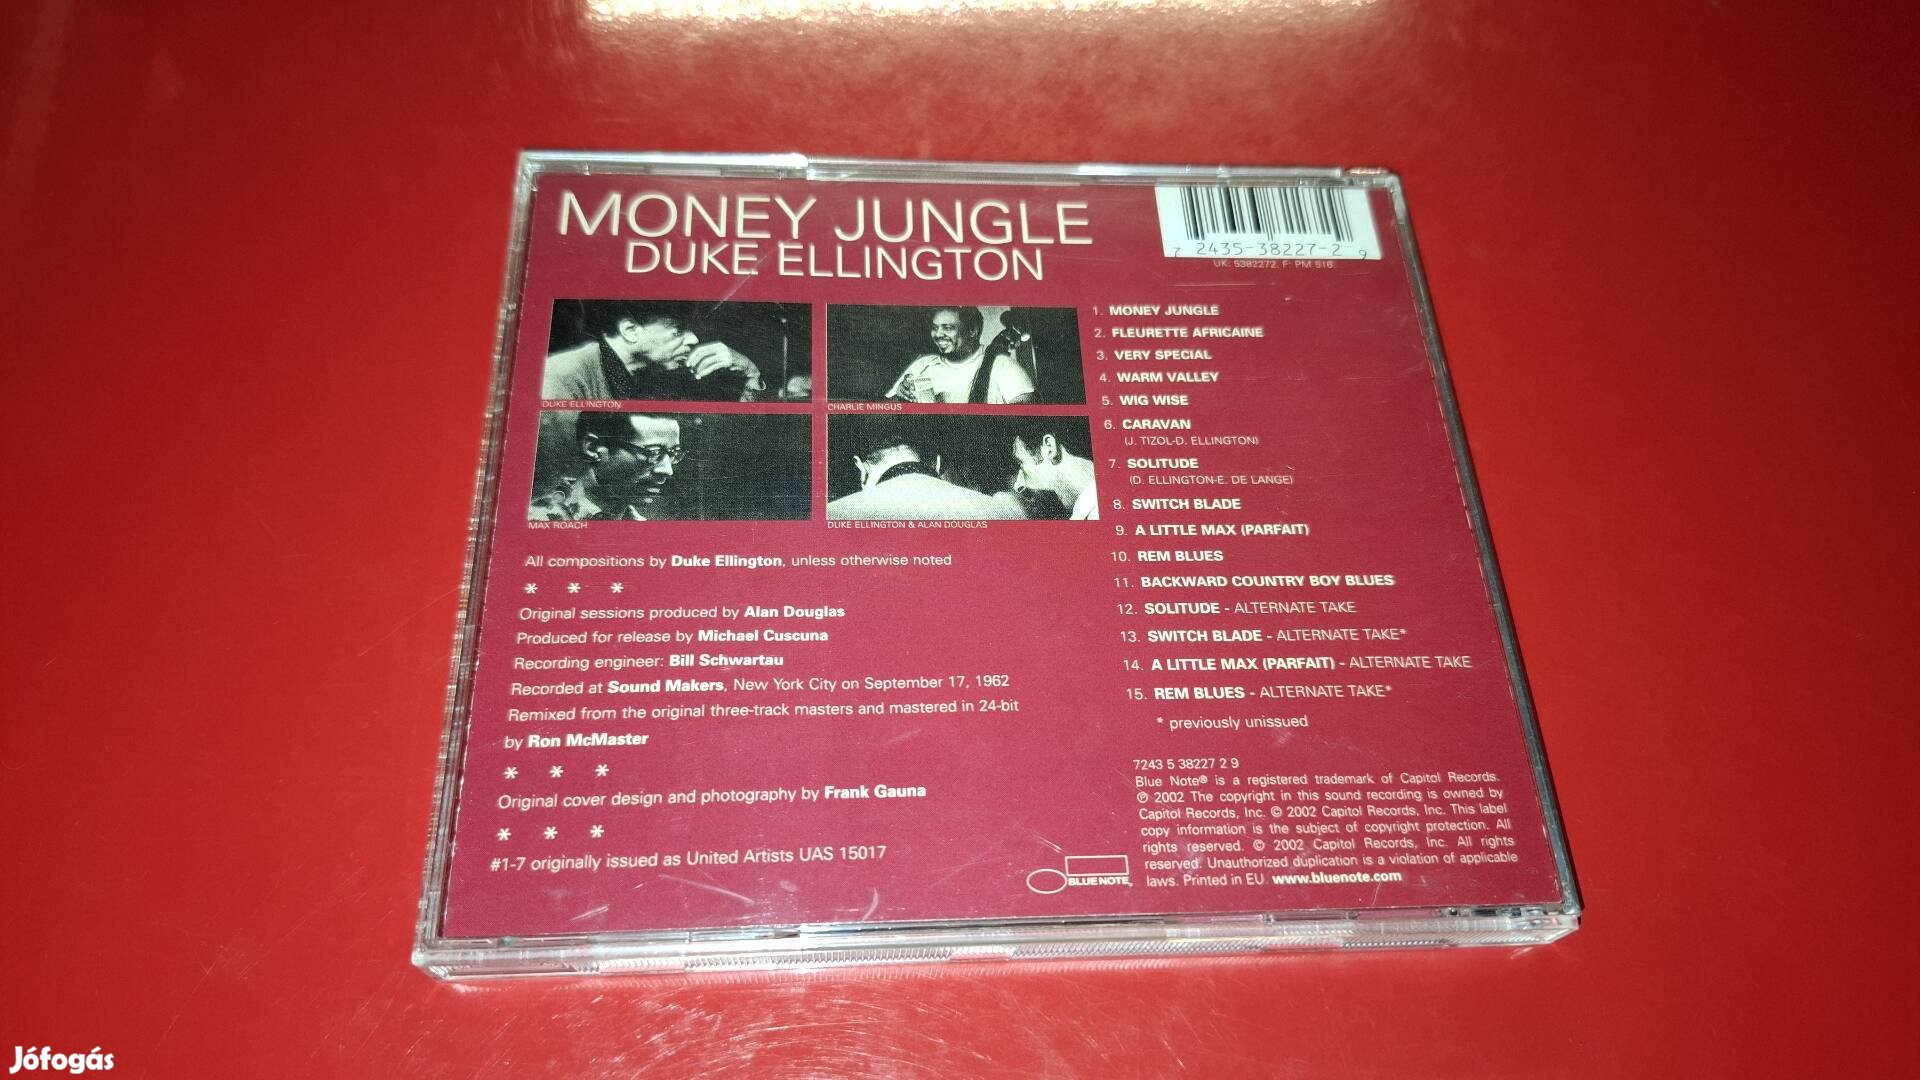 MONEY JUNGLE
DUKE ELLINGTON
7 2435-38227-2 9
UK: 5382272. F: PM 516.
DUKE ELLINGTON
CHARLIE MINGUS
MAX ROACH
DUKE ELLINGTON & ALAN DOUGLAS
All compositions by Duke Ellington, unless otherwise noted
* * *
Original sessions produced by Alan Douglas
Produced for release by Michael Cuscuna
Recording engineer: Bill Schwartau
Recorded at Sound Makers, New York City on September 17, 1962
Remixed from the original three-track masters and mastered in 24-bit
by Ron McMaster
* * *
Original cover design and photography by Frank Gauna
* * *
#1-7 originally issued as United Artists UAS 15017
1. MONEY JUNGLE
2. FLEURETTE AFRICAINE
3. VERY SPECIAL
4. WARM VALLEY
5. WIG WISE
6. CARAVAN
(J. TIZOL-D. ELLINGTON)
7. SOLITUDE
(D. ELLINGTON-E. DE LANGE)
8. SWITCH BLADE
9. A LITTLE MAX (PARFAIT)
10. REM BLUES
11. BACKWARD COUNTRY BOY BLUES
12. SOLITUDE - ALTERNATE TAKE
13. SWITCH BLADE - ALTERNATE TAKE*
14. A LITTLE MAX (PARFAIT) - ALTERNATE TAKE
15. REM BLUES - ALTERNATE TAKE*
* previously unissued
7243 5 38227 2 9
Blue Note® is a registered trademark of Capitol Records.
℗ 2002 The copyright in this sound recording is owned by
Capitol Records, Inc. © 2002 Capitol Records, Inc. This label
copy information is the subject of copyright protection. All
rights reserved. © 2002 Capitol Records, Inc. All rights
reserved. Unauthorized duplication is a violation of applicable
laws. Printed in EU. www.bluenote.com
BLUE NOTE
Jófogás